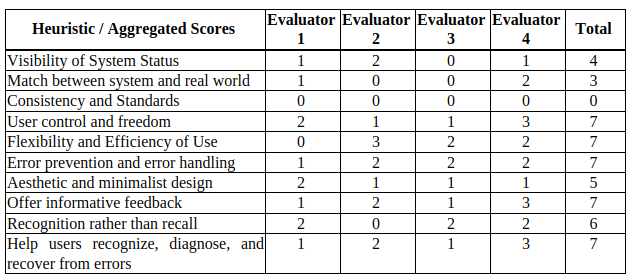 Heuristic / Aggregated Scores Evaluator 1 Evaluator 2 Evaluator 3 Evaluator 4 Total
Visibility of System Status 1 2 0 1 4
Match between system and real world 1 0 0 2 3
Consistency and Standards 0 0 0 0 0
User control and freedom 2 1 1 3 7
Flexibility and Efficiency of Use 0 3 2 2 7
Error prevention and error handling 1 2 2 2 7
Aesthetic and minimalist design 2 1 1 1 5
Offer informative feedback 1 2 1 3 7
Recognition rather than recall 2 0 2 2 6
Help users recognize, diagnose, and 1 2 1 3 7
recover from errors